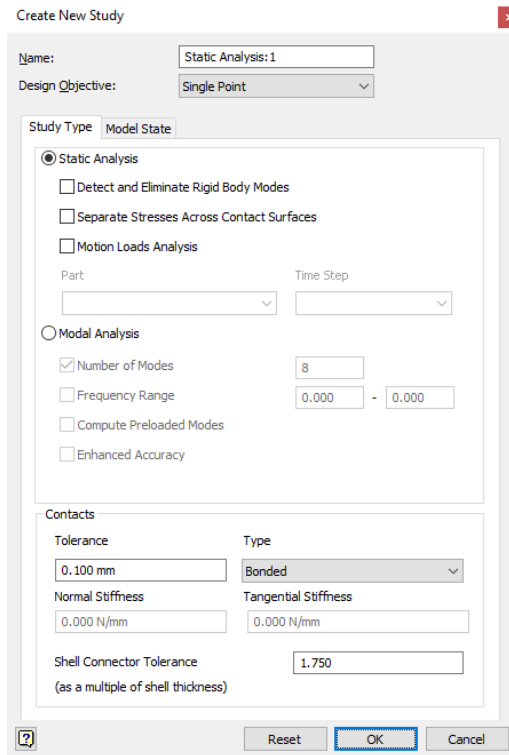 Create New Study
Name: Static Analysis:1
Design Objective: Single Point
Study Type Model State
Static Analysis
Detect and Eliminate Rigid Body Modes
Separate Stresses Across Contact Surfaces
Motion Loads Analysis
Part Time Step
Modal Analysis
Number of Modes 8
Frequency Range 0.000 - 0.000
Compute Preloaded Modes
Enhanced Accuracy
Contacts
Tolerance Type
0.100 mm Bonded
Normal Stiffness Tangential Stiffness
0.000 N/mm 0.000 N/mm
Shell Connector Tolerance 1.750
(as a multiple of shell thickness)
? Reset OK Cancel